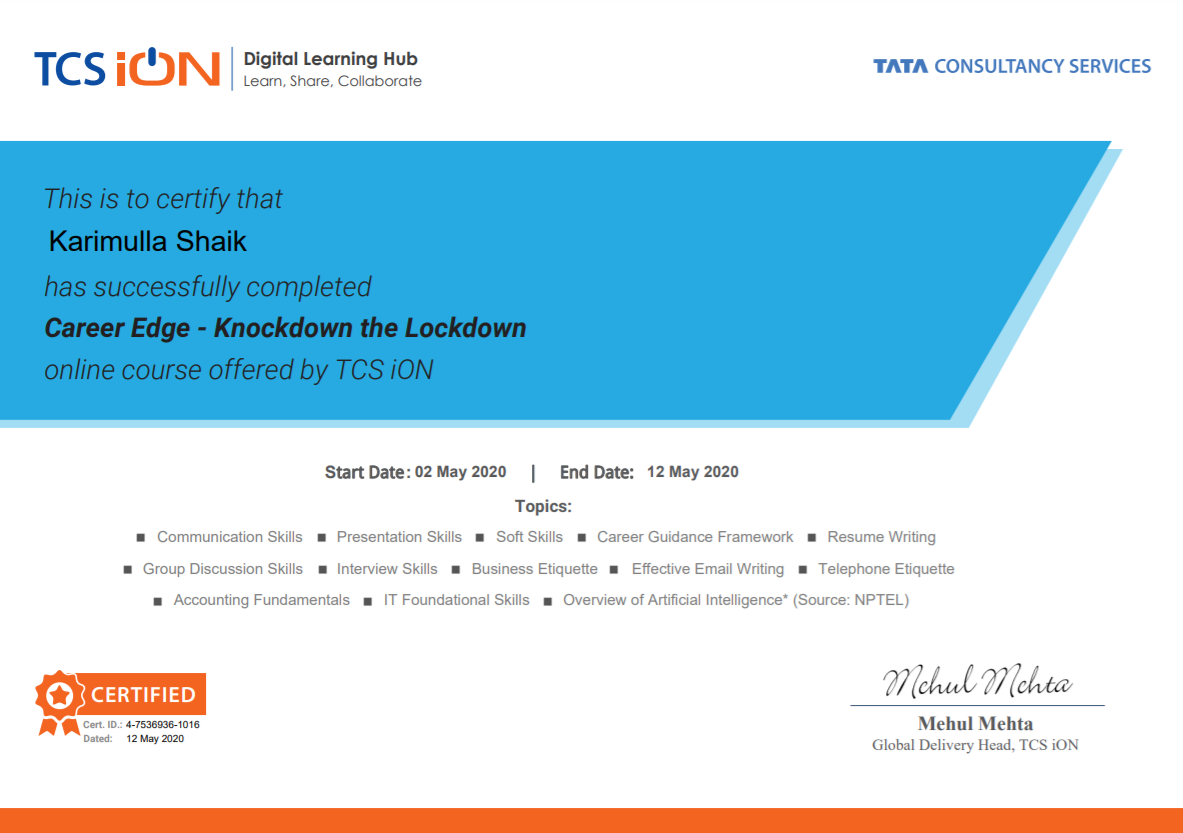 TCS iON | Digital Learning Hub
Learn, Share, Collaborate
TATA CONSULTANCY SERVICES
This is to certify that
Karimulla Shaik
has successfully completed
Career Edge - Knockdown the Lockdown
online course offered by TCS iON
Start Date: 02 May 2020 | End Date: 12 May 2020
Topics:
■ Communication Skills ■ Presentation Skills ■ Soft Skills ■ Career Guidance Framework ■ Resume Writing
■ Group Discussion Skills ■ Interview Skills ■ Business Etiquette ■ Effective Email Writing ■ Telephone Etiquette
■ Accounting Fundamentals ■ IT Foundational Skills ■ Overview of Artificial Intelligence* (Source: NPTEL)
CERTIFIED
Cert. ID.: 4-7536936-1016
Dated: 12 May 2020
Mehul Mehta
Mehul Mehta
Global Delivery Head, TCS iON